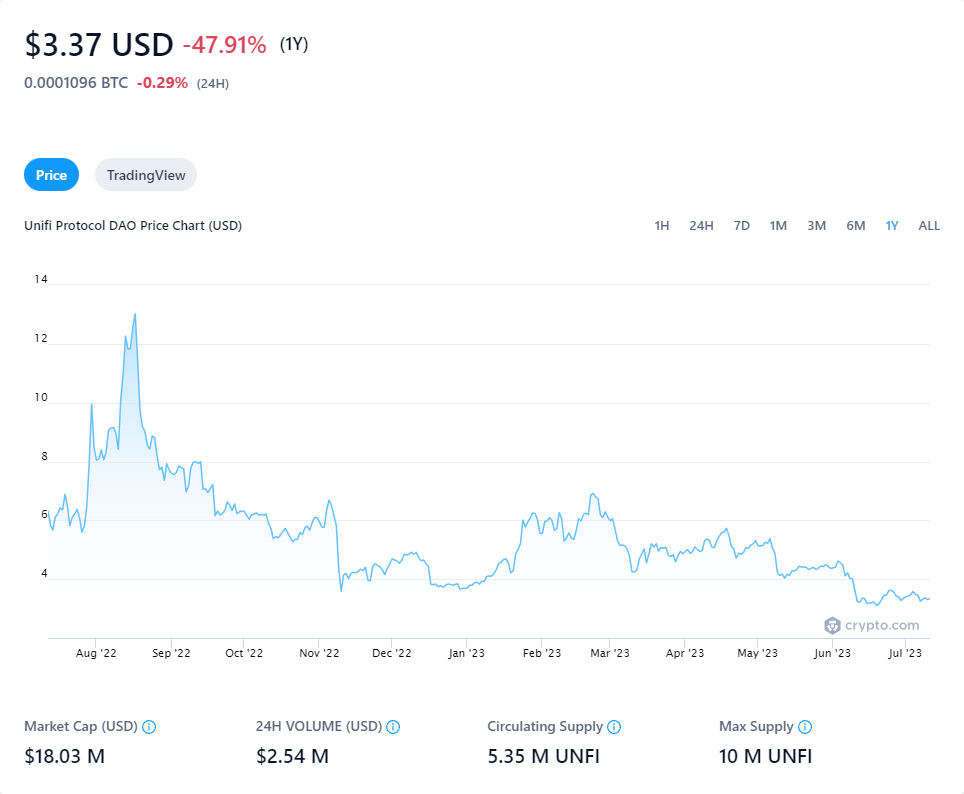 $3.37 USD -47.91% (1Y)
0.0001096 BTC -0.29% (24H)
Price TradingView
Unifi Protocol DAO Price Chart (USD) 1H 24H 7D 1M 3M 6M 1Y ALL
14
12
10
8
6
4
crypto.com
Aug '22 Sep '22 Oct '22 Nov '22 Dec '22 Jan '23 Feb '23 Mar '23 Apr '23 May '23 Jun '23 Jul '23
Market Cap (USD) 24H VOLUME (USD) Circulating Supply Max Supply
$18.03 M $2.54 M 5.35 M UNFI 10 M UNFI